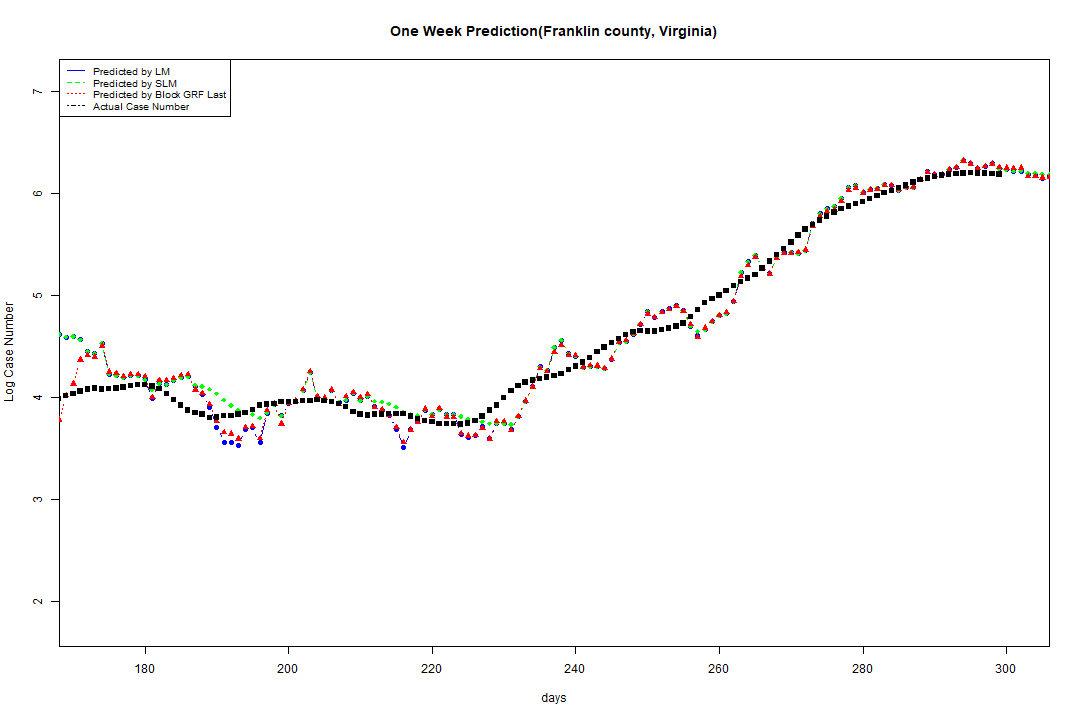 One Week Prediction(Franklin county, Virginia)
Predicted by LM
Predicted by SLM
Predicted by Block GRF Last
Actual Case Number
7
6
5
4
3
2
Log Case Number
180 200 220 240 260 280 300
days